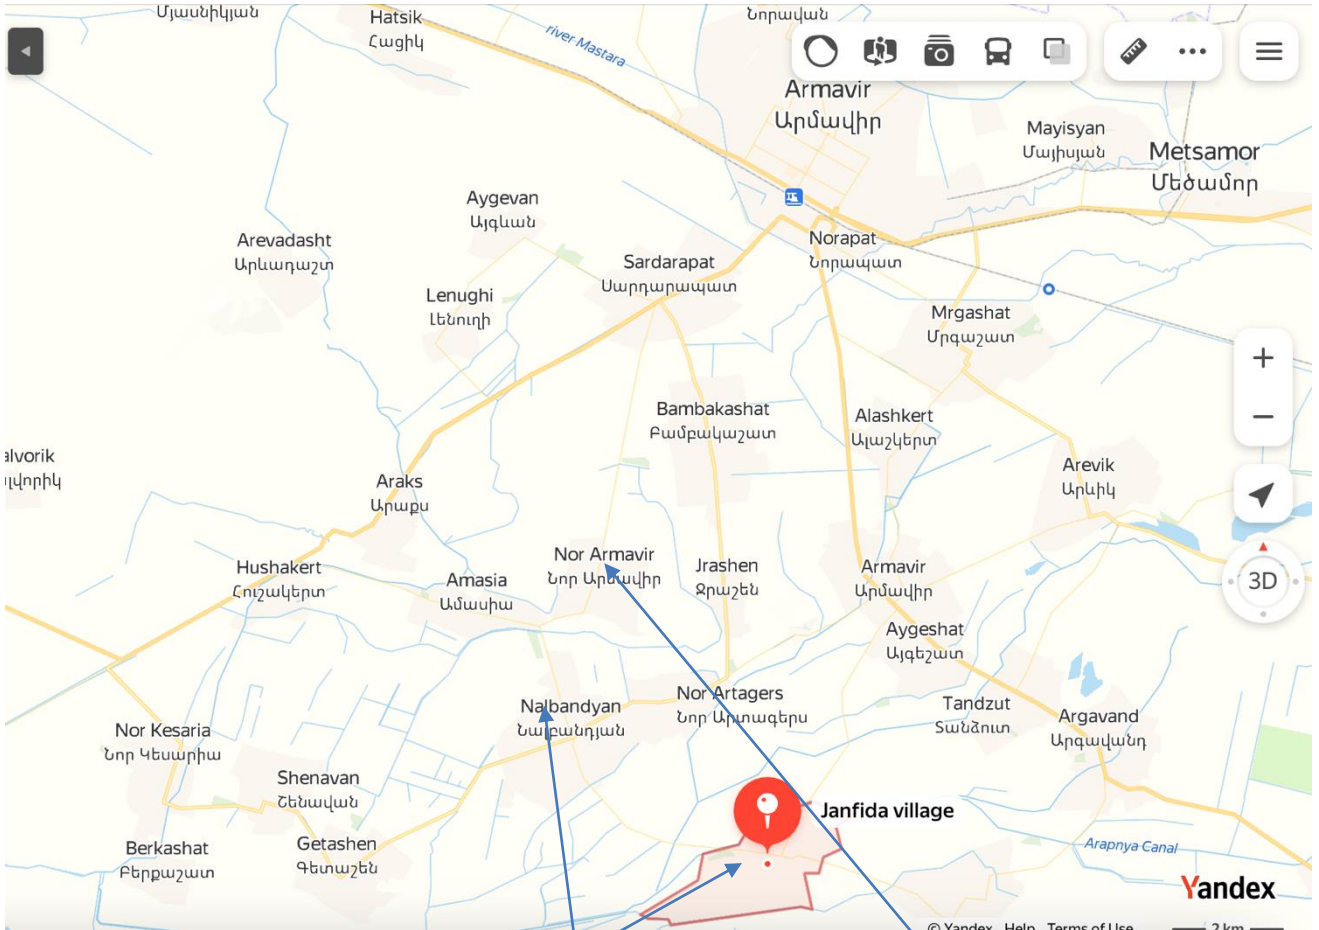 Մյասնիկյան
Hatsik
Հացիկ
river Mastara
Նորավան
Armavir
Արմավիր
Mayisyan
Մայիսյան
Metsamor
Մեծամոր
Aygevan
Այգևան
Arevadasht
Արևադաշտ
Norapat
Նորապատ
Sardarapat
Սարդարապատ
Lenughi
Լենուղի
Mrgashat
Մրգաշատ
Bambakashat
Բամբակաշատ
Alashkert
Ալաշկերտ
alvorik
լվորիկ
Arevik
Արևիկ
Araks
Արաքս
Nor Armavir
Նոր Արմավիր
Hushakert
Հուշակերտ
Amasia
Ամասիա
Jrashen
Ջրաշեն
Armavir
Արմավիր
3D
Aygeshat
Այգեշատ
Nalbandyan
Նալբանդյան
Nor Artagers
Նոր Արտագերս
Tandzut
Տանձուտ
Argavand
Արգավանդ
Nor Kesaria
Նոր Կեսարիա
Shenavan
Շենավան
Janfida village
Getashen
Գետաշեն
Berkashat
Բերքաշատ
Arapnya Canal
Yandex
© Yandex Help Terms of Use 2 km